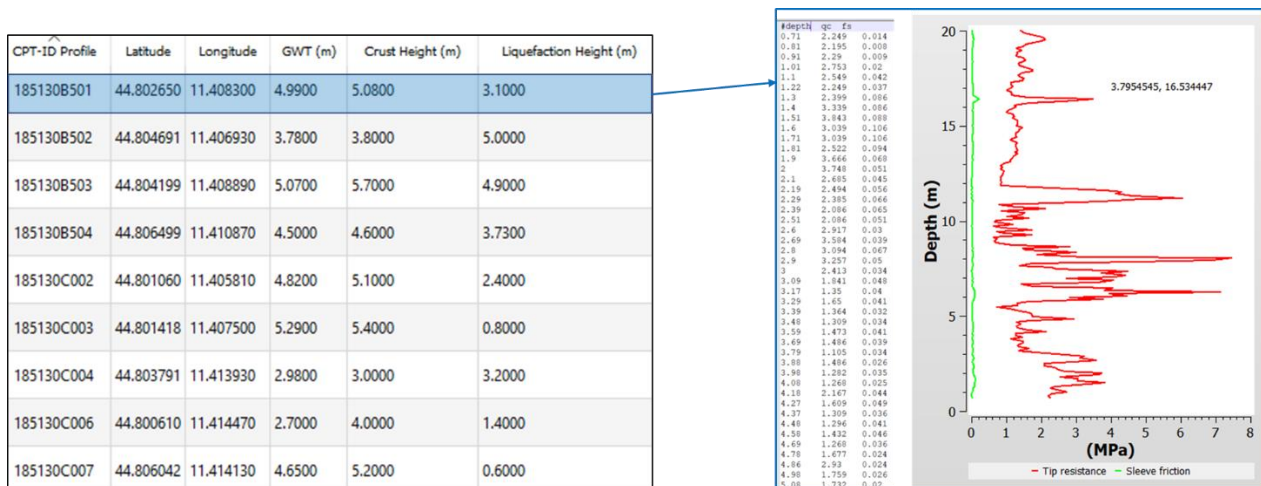 CPT-ID Profile Latitude Longitude GWT (m) Crust Height (m) Liquefaction Height (m)
185130B501 44.802650 11.408300 4.9900 5.0800 3.1000
185130B502 44.804691 11.406930 3.7800 3.8000 5.0000
185130B503 44.804199 11.408890 5.0700 5.7000 4.9000
185130B504 44.806499 11.410870 4.5000 4.6000 3.7300
185130C002 44.801060 11.405810 4.8200 5.1000 2.4000
185130C003 44.801418 11.407500 5.2900 5.4000 0.8000
185130C004 44.803791 11.413930 2.9800 3.0000 3.2000
185130C006 44.800610 11.414470 2.7000 4.0000 1.4000
185130C007 44.806042 11.414130 4.6500 5.2000 0.6000
#depth qc fs
0.71 2.249 0.014
0.81 2.195 0.008
0.91 2.29 0.009
1.01 2.753 0.02
1.1 2.549 0.042
1.22 2.249 0.037
1.3 2.399 0.086
1.4 3.339 0.086
1.51 3.843 0.088
1.6 3.039 0.106
1.71 3.039 0.106
1.81 2.522 0.094
1.9 3.666 0.068
2 3.748 0.051
2.1 2.685 0.045
2.19 2.494 0.056
2.29 2.385 0.066
2.39 2.086 0.065
2.51 2.086 0.051
2.6 2.917 0.03
2.69 3.584 0.039
2.8 3.094 0.067
2.9 3.257 0.05
3 2.413 0.034
3.09 1.841 0.048
3.17 1.35 0.04
3.29 1.65 0.041
3.39 1.364 0.032
3.48 1.309 0.034
3.59 1.473 0.041
3.69 1.486 0.039
3.79 1.105 0.034
3.88 1.486 0.026
3.98 1.282 0.035
4.08 1.268 0.025
4.18 2.167 0.044
4.27 1.609 0.049
4.37 1.309 0.036
4.48 1.296 0.041
4.58 1.432 0.046
4.69 1.268 0.036
4.78 1.677 0.024
4.86 2.93 0.024
4.98 1.759 0.026
5.08 1.732 0.02
20
15
10
5
0
Depth (m)
3.7954545, 16.534447
0 1 2 3 4 5 6 7 8
(MPa)
Tip resistance Sleeve friction